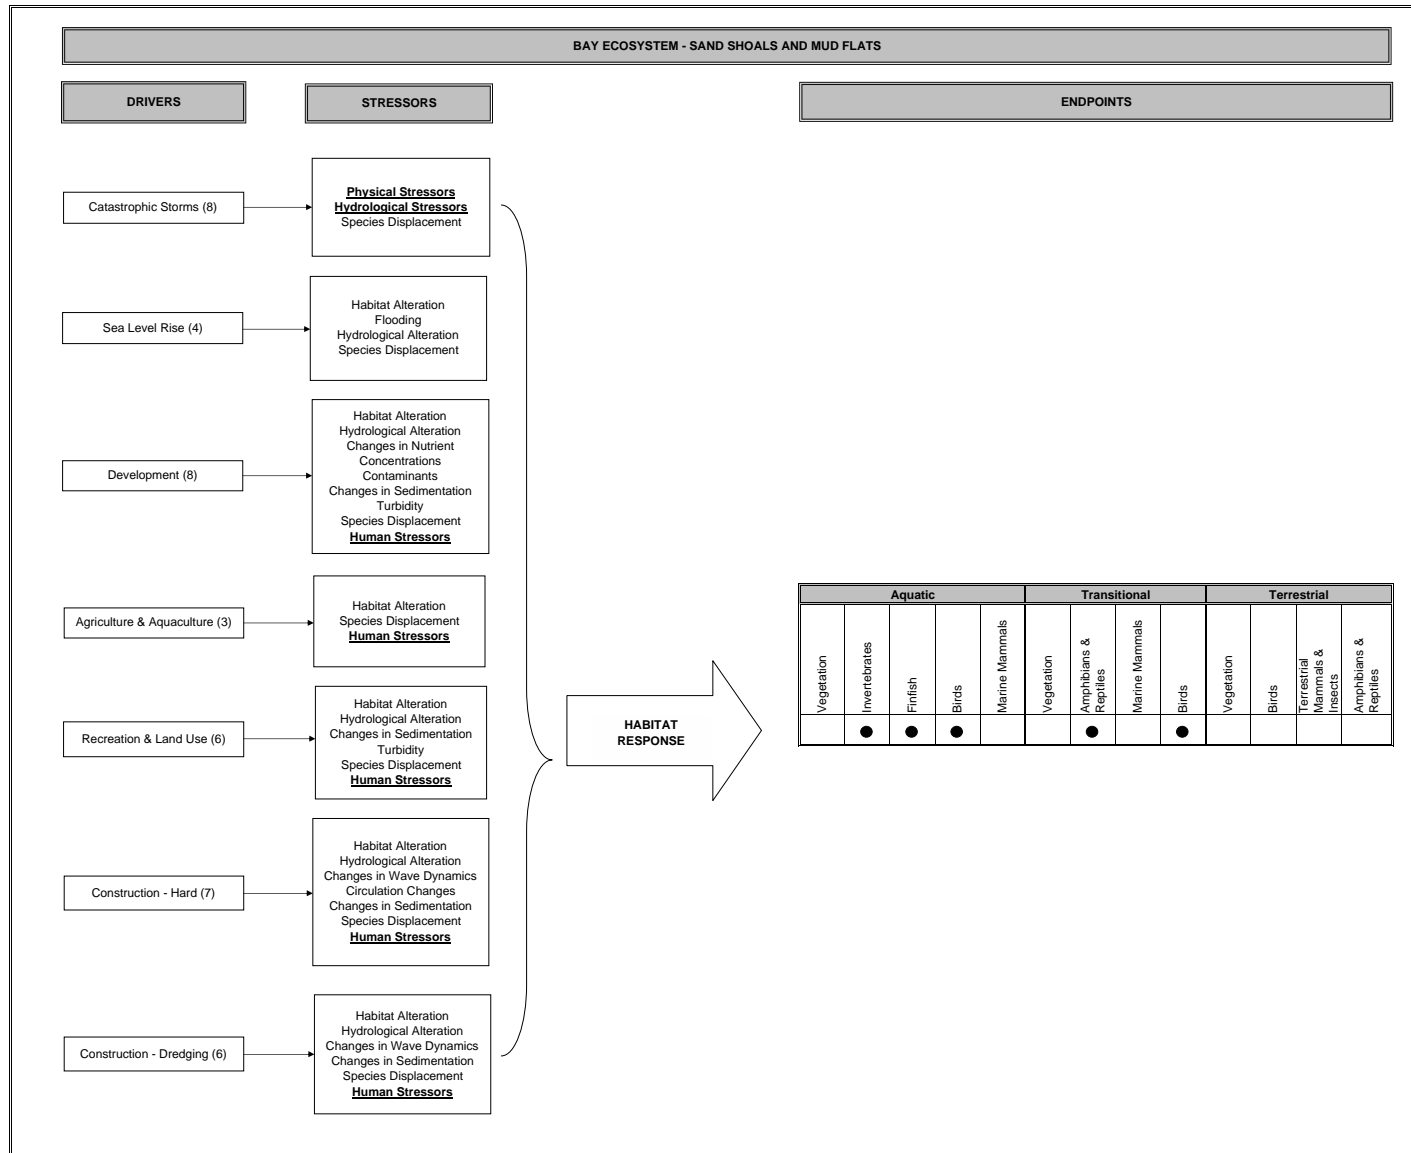 BAY ECOSYSTEM - SAND SHOALS AND MUD FLATS
DRIVERS
STRESSORS
ENDPOINTS
Catastrophic Storms (8)
Physical Stressors
Hydrological Stressors
Species Displacement
Sea Level Rise (4)
Habitat Alteration
Flooding
Hydrological Alteration
Species Displacement
Development (8)
Habitat Alteration
Hydrological Alteration
Changes in Nutrient
Concentrations
Contaminants
Changes in Sedimentation
Turbidity
Species Displacement
Human Stressors
Agriculture & Aquaculture (3)
Habitat Alteration
Species Displacement
Human Stressors
Recreation & Land Use (6)
Habitat Alteration
Hydrological Alteration
Changes in Sedimentation
Turbidity
Species Displacement
Human Stressors
Construction - Hard (7)
Habitat Alteration
Hydrological Alteration
Changes in Wave Dynamics
Circulation Changes
Changes in Sedimentation
Species Displacement
Human Stressors
Construction - Dredging (6)
Habitat Alteration
Hydrological Alteration
Changes in Wave Dynamics
Changes in Sedimentation
Species Displacement
Human Stressors
HABITAT
RESPONSE
Aquatic
Transitional
Terrestrial
Vegetation
Invertebrates
Finfish
Birds
Marine Mammals
Vegetation
Amphibians &
Reptiles
Marine Mammals
Birds
Vegetation
Birds
Terrestrial
Mammals &
Insects
Amphibians &
Reptiles